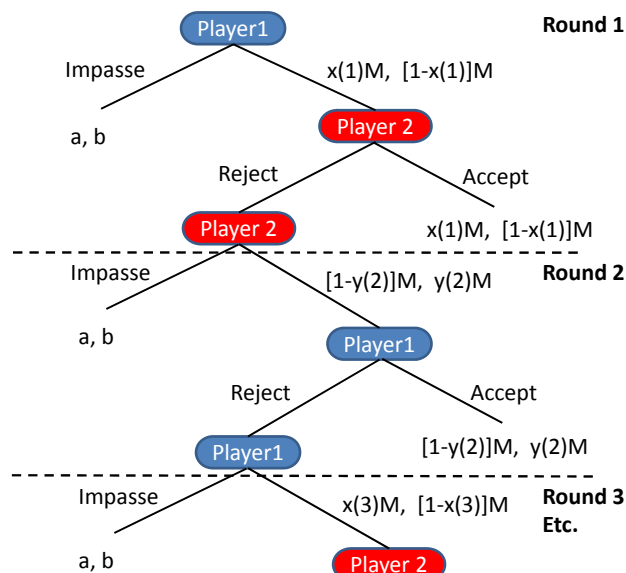 Player1
Round 1
Impasse
x(1)M, [1-x(1)]M
a, b
Player 2
Reject
Accept
Player 2
x(1)M, [1-x(1)]M
Impasse
[1-y(2)]M, y(2)M
Round 2
a, b
Player1
Reject
Accept
Player1
[1-y(2)]M, y(2)M
Impasse
x(3)M, [1-x(3)]M
Round 3
Etc.
a, b
Player 2